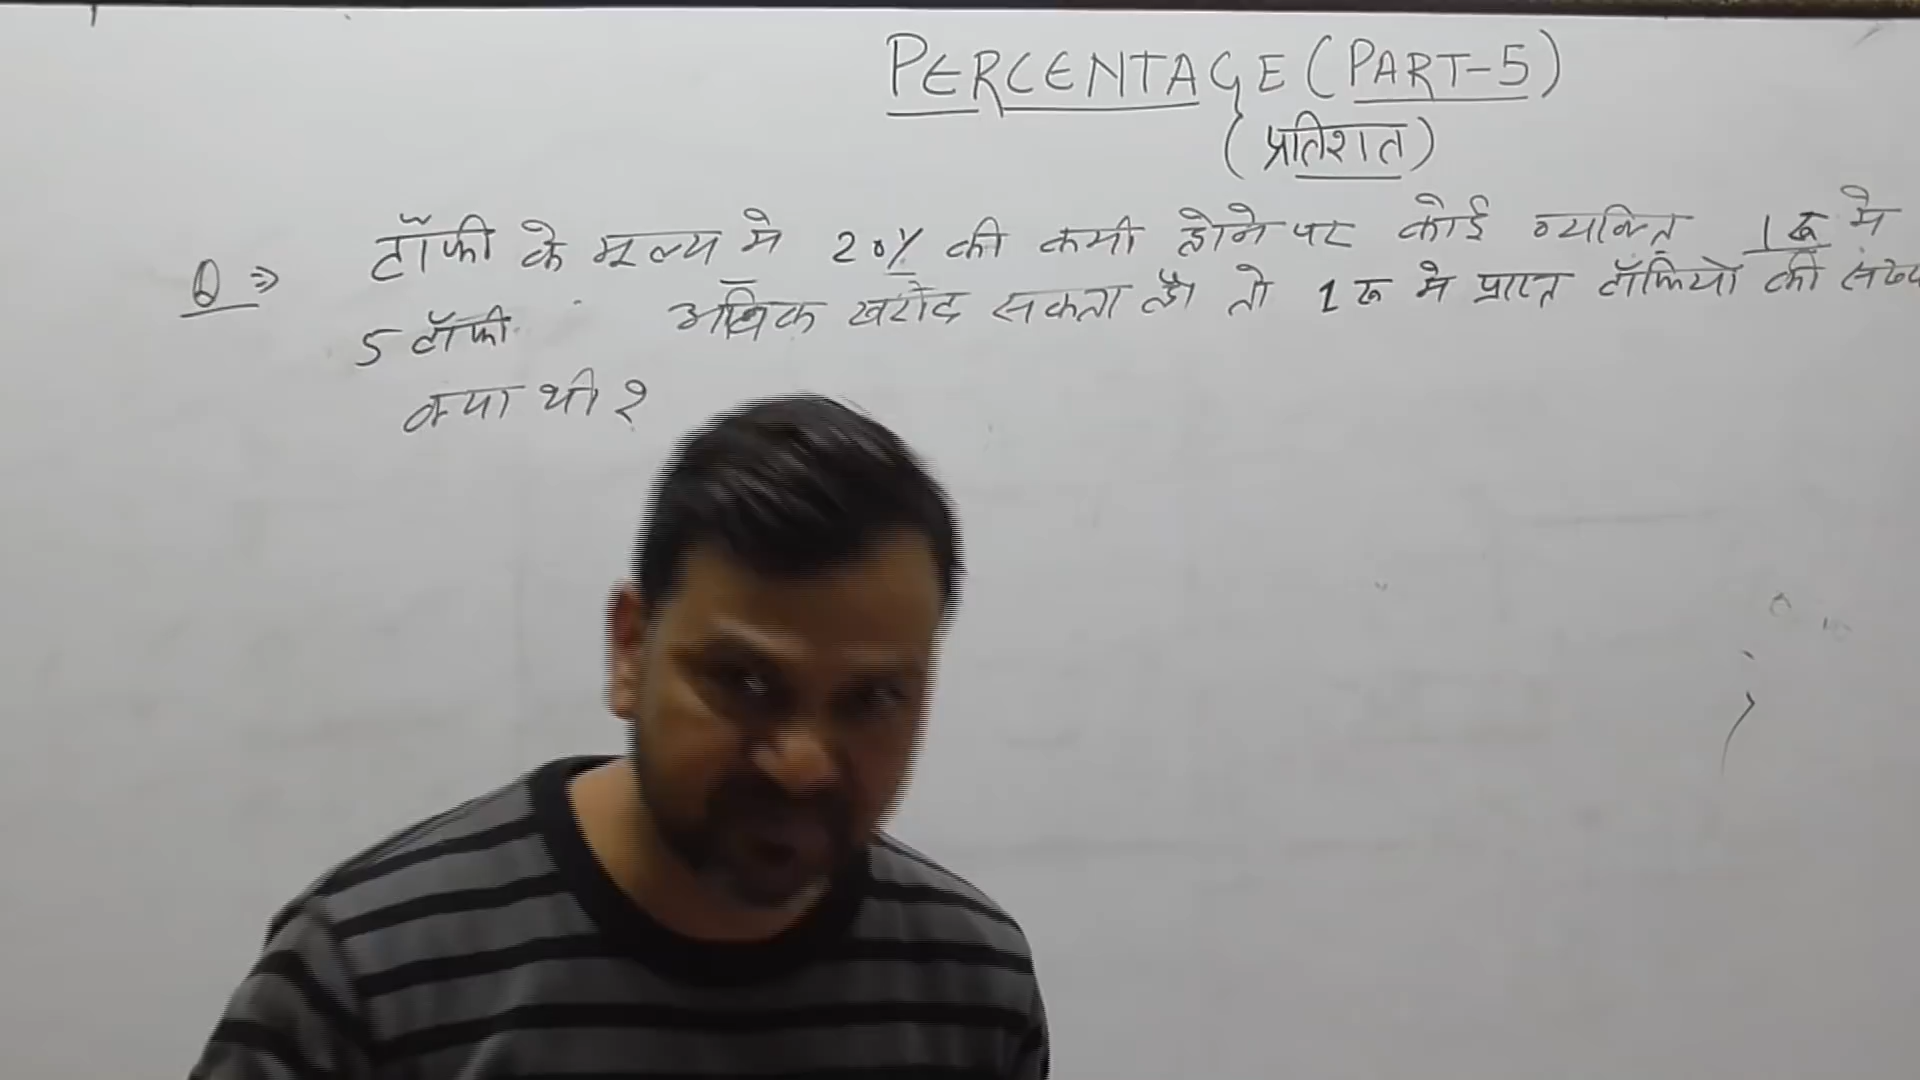 PERCENTAGE (PART-5)
(प्रतिशत)
Q ⇒ टॉफी के मूल्य मे 20% की कमी होने पर कोई व्यक्ति 1 रू मे
5 टॉफी अधिक खरीद सकता है। तो 1 रू मे प्राप्त टॉफियो की संख्य
क्या थी ?